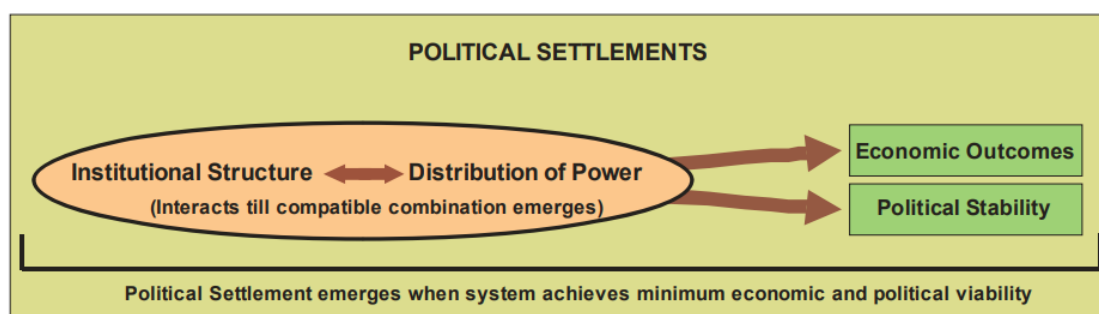 POLITICAL SETTLEMENTS
Institutional Structure
Distribution of Power
(Interacts till compatible combination emerges)
Economic Outcomes
Political Stability
Political Settlement emerges when system achieves minimum economic and political viability